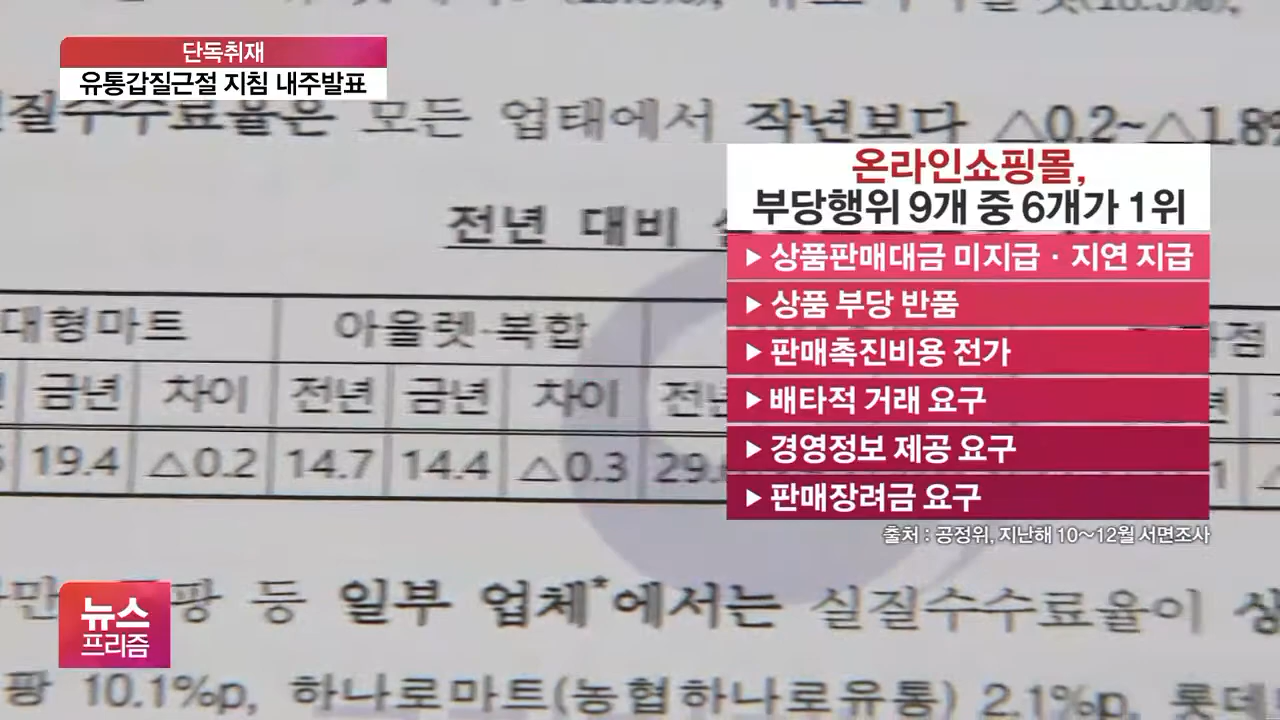 단독취재
유통갑질근절 지침 내주발표
모든 업태에서 작년보다 △0.2~△1.8%
온라인쇼핑몰,
부당행위 9개 중 6개가 1위
▶ 상품판매대금 미지급 · 지연 지급
▶ 상품 부당 반품
▶ 판매촉진비용 전가
▶ 배타적 거래 요구
▶ 경영정보 제공 요구
▶ 판매장려금 요구
출처 : 공정위, 지난해 10~12월 서면조사
전년 대비
대형마트 아울렛·복합
금년 차이 전년 금년 차이
19.4 △0.2 14.7 14.4 △0.3
등 일부 업체*에서는 실질수수료율이
10.1%p, 하나로마트(농협하나로유통) 2.1%p,
뉴스
프리즘